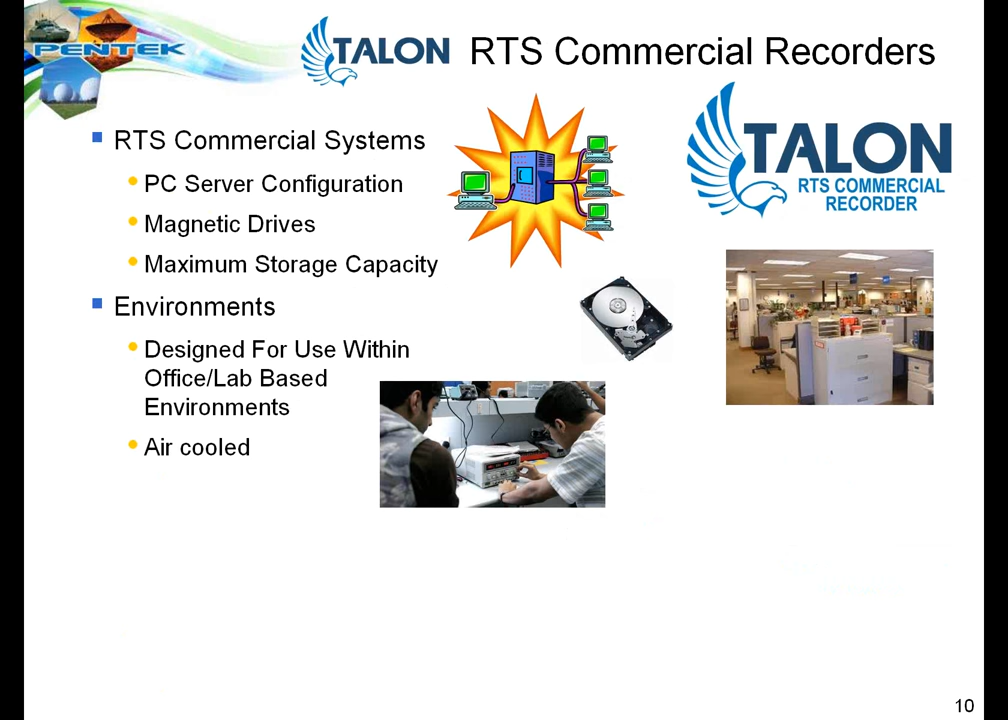 PENTEK
TALON RTS Commercial Recorders
RTS Commercial Systems
PC Server Configuration
Magnetic Drives
Maximum Storage Capacity
TALON
RTS COMMERCIAL
RECORDER
Environments
Designed For Use Within
Office/Lab Based
Environments
Air cooled
10